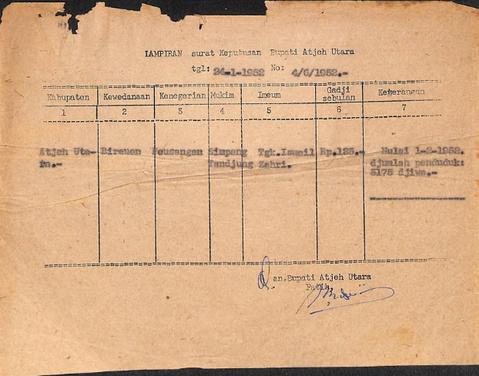 LAMPIRAN surat Keputusan Bupati Atjeh Utara
tgl: 24-1-1952 No: 4/G/1952.-
Kabupaten Kewedanaan Kenegerian Mukim Imeum Gadji sebulan Keterangan
1 2 3 4 5 6 7
Atjeh Uta- Bireuen Peusangan Simpang Tgk.Ismail Rp.125.- Mulai 1-2-1952.
ra.- Tandjung Zahri. djumlah penduduk:
5175 djiwa.-
an.Bupati Atjeh Utara
Patih